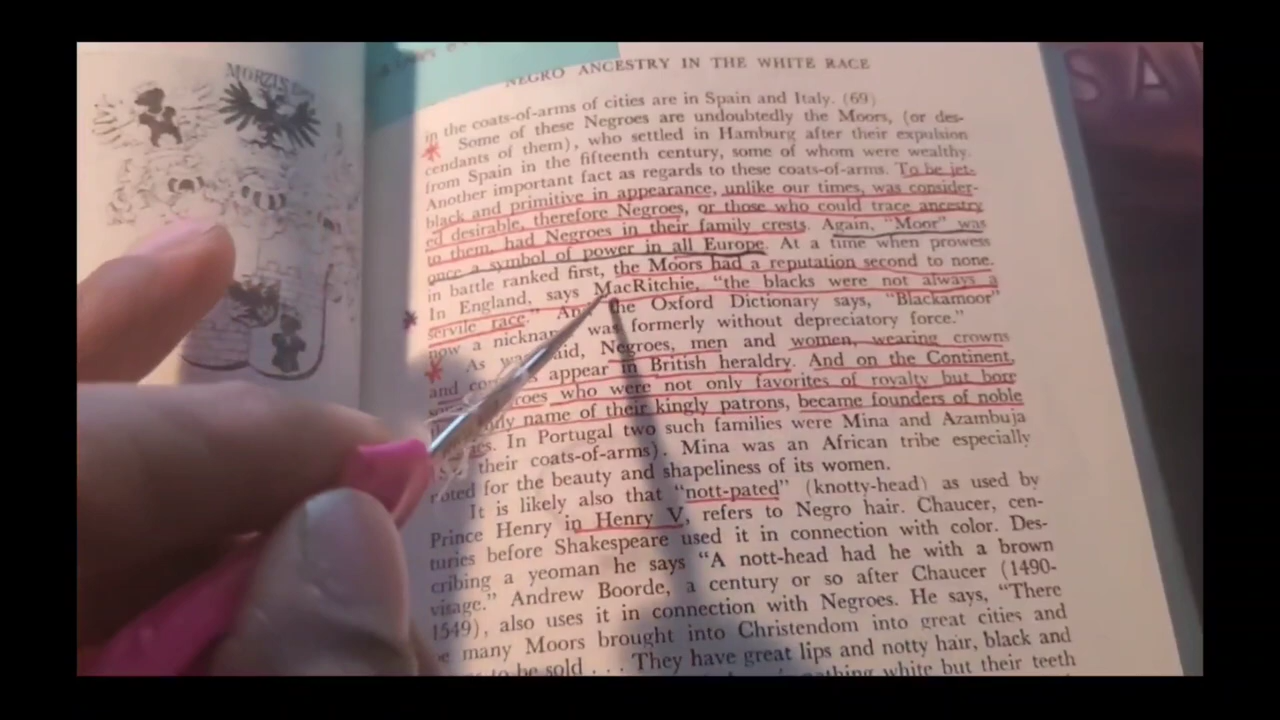 MORZIN
SA
NEGRO ANCESTRY IN THE WHITE RACE
in the coats-of-arms of cities are in Spain and Italy. (69)
Some of these Negroes are undoubtedly the Moors, (or des-
cendants of them), who settled in Hamburg after their expulsion
from Spain in the fifteenth century, some of whom were wealthy.
Another important fact as regards to these coats-of-arms. To be jet-
black and primitive in appearance, unlike our times, was consider-
ed desirable, therefore Negroes, or those who could trace ancestry
to them, had Negroes in their family crests. Again, "Moor" was
once a symbol of power in all Europe. At a time when prowess
in battle ranked first, the Moors had a reputation second to none.
In England, says MacRitchie, "the blacks were not always a
servile race." And the Oxford Dictionary says, "Blackamoor"
now a nickname was formerly without depreciatory force."
As was said, Negroes, men and women, wearing crowns
and appear in British heraldry. And on the Continent,
who were not only favorites of royalty but bore
name of their kingly patrons, became founders of noble
In Portugal two such families were Mina and Azambuja
their coats-of-arms). Mina was an African tribe especially
noted for the beauty and shapeliness of its women.
It is likely also that "nott-pated" (knotty-head) as used by
Prince Henry in Henry V, refers to Negro hair. Chaucer, cen-
turies before Shakespeare used it in connection with color. Des-
cribing a yeoman he says "A nott-head had he with a brown
visage." Andrew Boorde, a century or so after Chaucer (1490-
1549), also uses it in connection with Negroes. He says, "There
many Moors brought into Christendom into great cities and
to be sold . . . They have great lips and notty hair, black and
white but their teeth